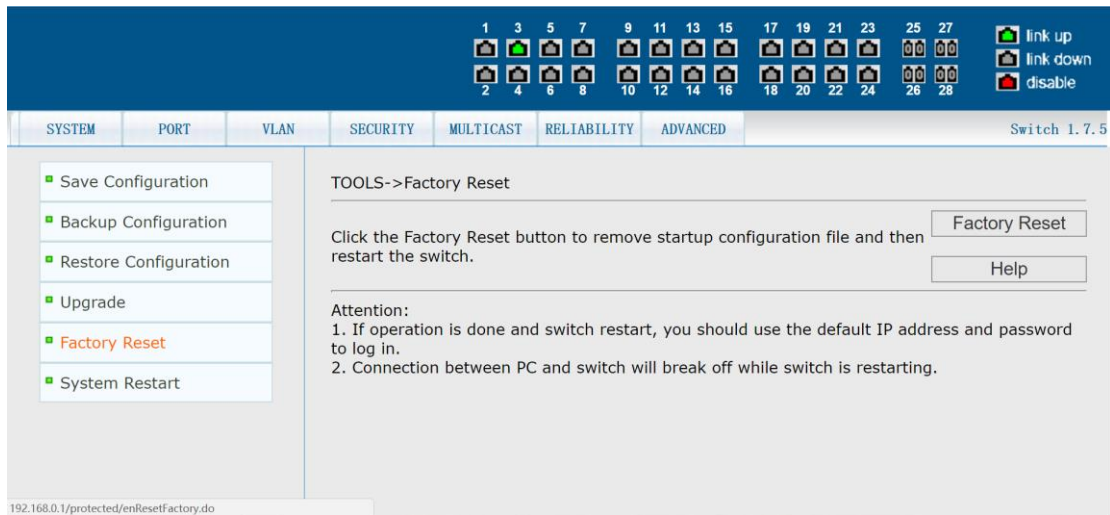 1 3 5 7 9 11 13 15 17 19 21 23 25 27
link up
link down
2 4 6 8 10 12 14 16 18 20 22 24 26 28
disable
SYSTEM PORT VLAN SECURITY MULTICAST RELIABILITY ADVANCED Switch 1.7.5
Save Configuration
Backup Configuration
Restore Configuration
Upgrade
Factory Reset
System Restart
TOOLS->Factory Reset
Click the Factory Reset button to remove startup configuration file and then
restart the switch.
Factory Reset
Help
Attention:
1. If operation is done and switch restart, you should use the default IP address and password
to log in.
2. Connection between PC and switch will break off while switch is restarting.
192.168.0.1/protected/enResetFactory.do